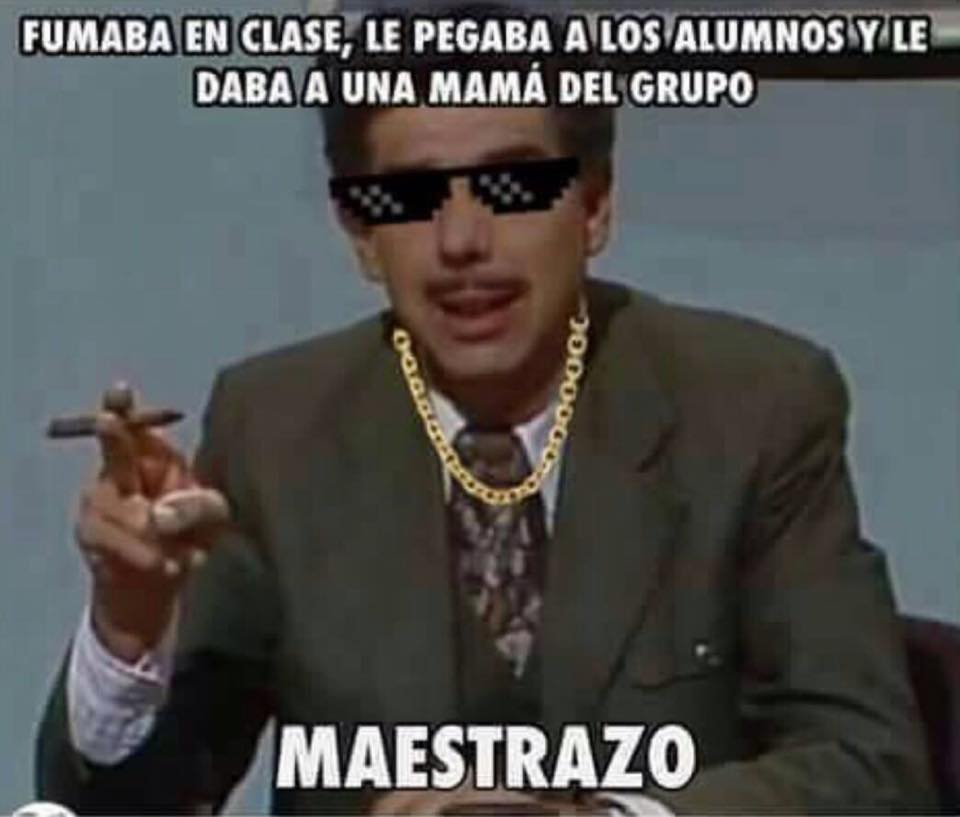 FUMABA EN CLASE, LE PEGABA A LOS ALUMNOS Y LE
DABA A UNA MAMÁ DEL GRUPO
MAESTRAZO